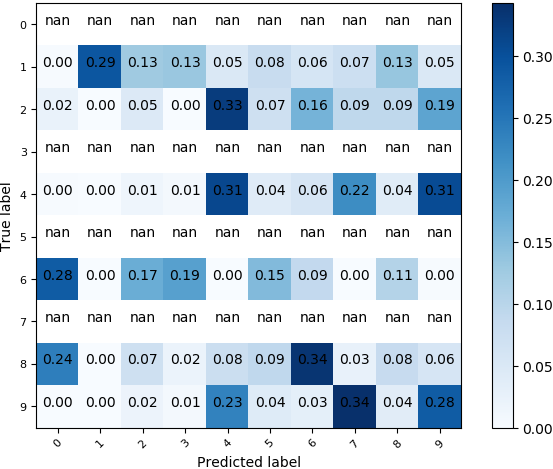 0 nan nan nan nan nan nan nan nan nan nan
1 0.00 0.29 0.13 0.13 0.05 0.08 0.06 0.07 0.13 0.05
2 0.02 0.00 0.05 0.00 0.33 0.07 0.16 0.09 0.09 0.19
3 nan nan nan nan nan nan nan nan nan nan
4 0.00 0.00 0.01 0.01 0.31 0.04 0.06 0.22 0.04 0.31
5 nan nan nan nan nan nan nan nan nan nan
6 0.28 0.00 0.17 0.19 0.00 0.15 0.09 0.00 0.11 0.00
7 nan nan nan nan nan nan nan nan nan nan
8 0.24 0.00 0.07 0.02 0.08 0.09 0.34 0.03 0.08 0.06
9 0.00 0.00 0.02 0.01 0.23 0.04 0.03 0.34 0.04 0.28
0 1 2 3 4 5 6 7 8 9
Predicted label
True label
0.30
0.25
0.20
0.15
0.10
0.05
0.00